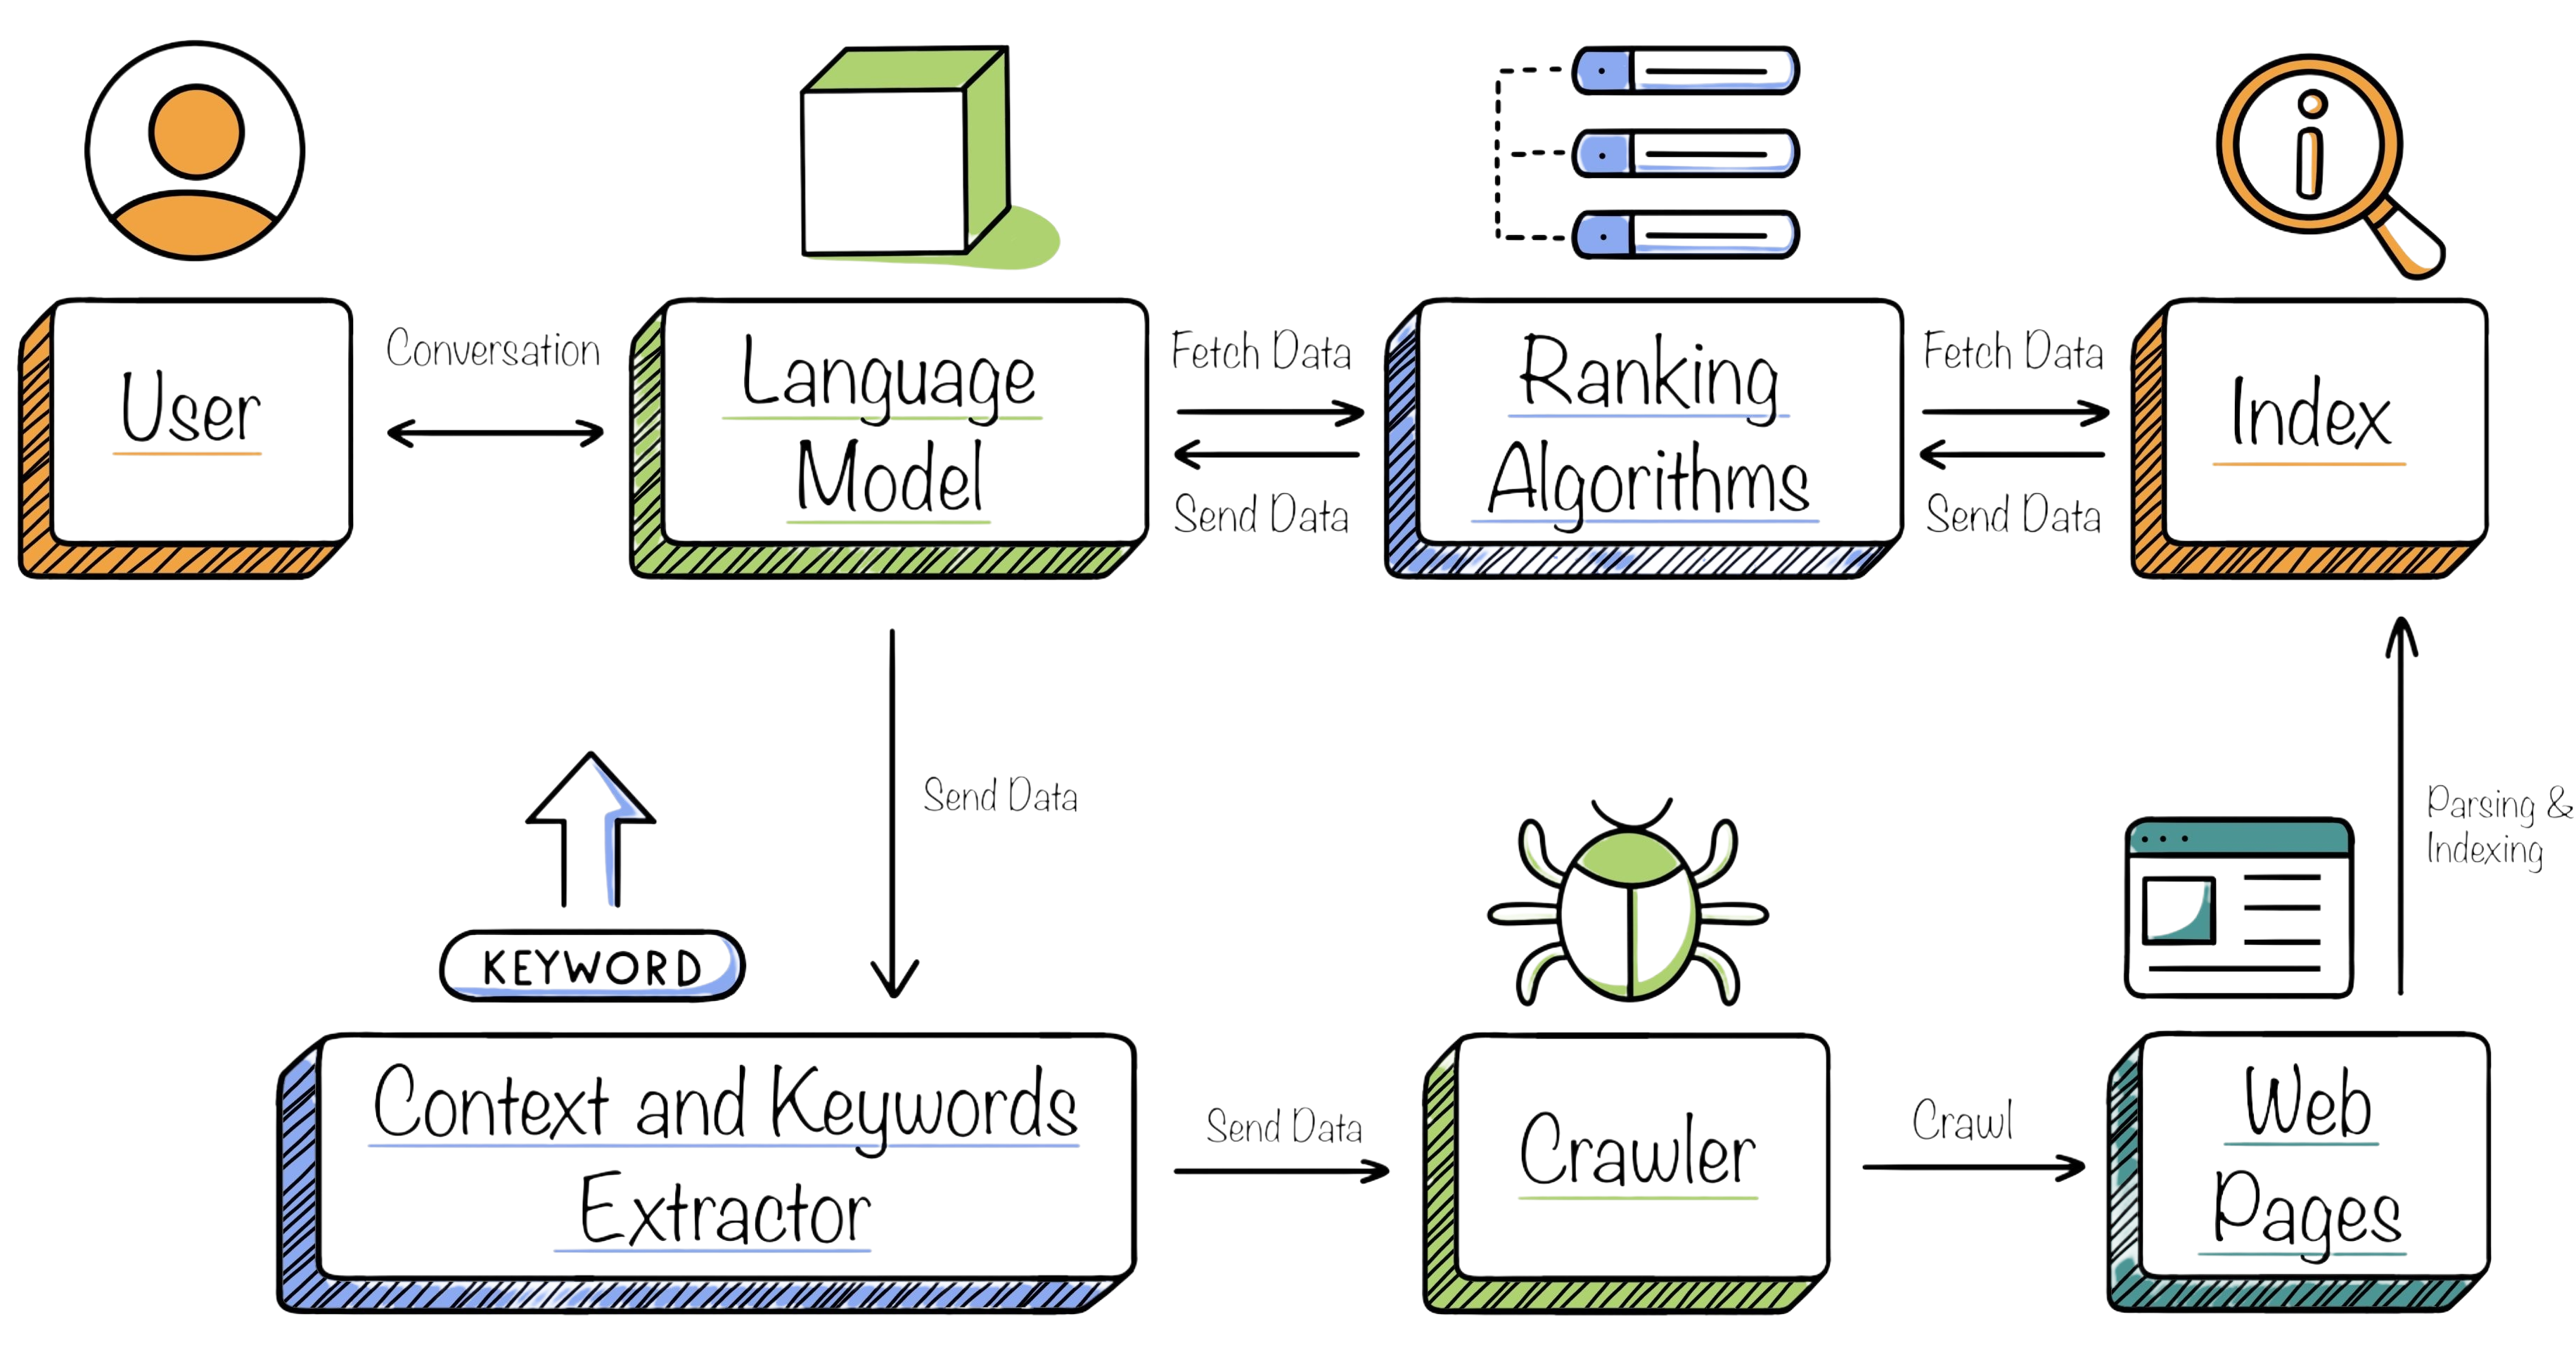 User
Conversation
Language
Model
Fetch Data
Send Data
Ranking
Algorithms
Fetch Data
Send Data
Index
Send Data
Parsing &
Indexing
KEYWORD
Context and Keywords
Extractor
Send Data
Crawler
Crawl
Web
Pages